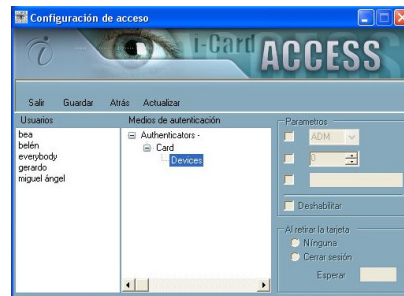 Configuración de acceso
i-Card ACCESS
Salir Guardar Atrás Actualizar
Usuarios
bea
belén
everybody
gerardo
miguel ángel
Medios de autenticación
Authenticators -
Card
Devices
Parametros
ADM
0
Deshabilitar
Al retirar la tarjeta
Ninguna
Cerrar sesión
Esperar